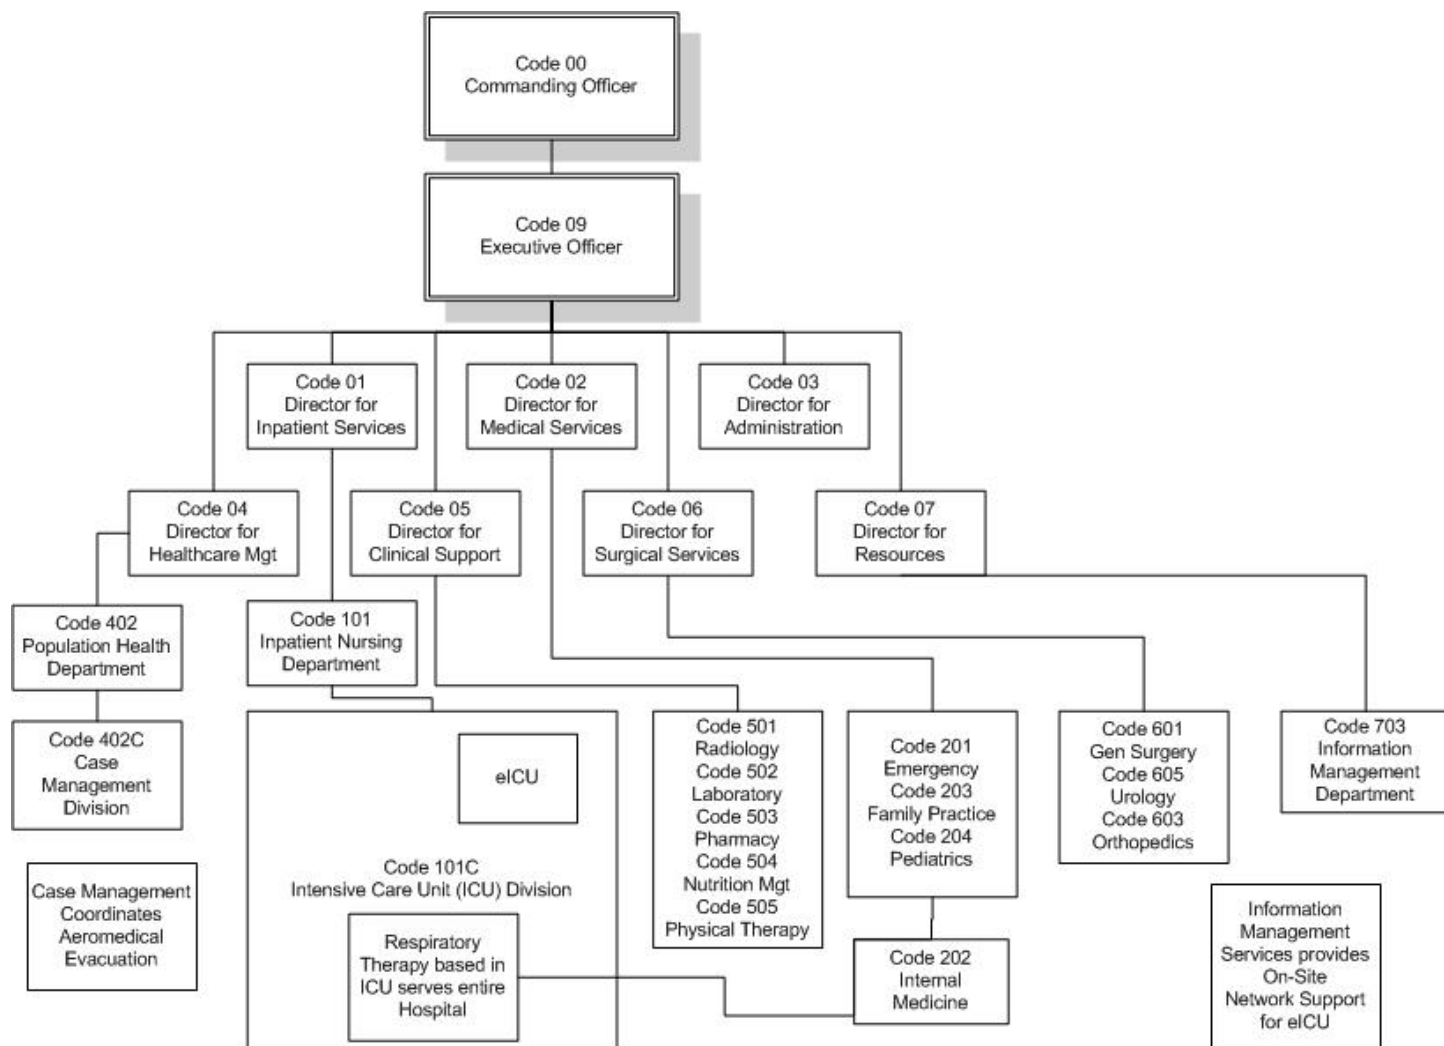 Code 00
Commanding Officer
Code 09
Executive Officer
Code 01
Director for
Inpatient Services
Code 02
Director for
Medical Services
Code 03
Director for
Administration
Code 04
Director for
Healthcare Mgt
Code 05
Director for
Clinical Support
Code 06
Director for
Surgical Services
Code 07
Director for
Resources
Code 402
Population Health
Department
Code 101
Inpatient Nursing
Department
Code 402C
Case
Management
Division
eICU
Code 101C
Intensive Care Unit (ICU) Division
Respiratory
Therapy based in
ICU serves entire
Hospital
Code 501
Radiology
Code 502
Laboratory
Code 503
Pharmacy
Code 504
Nutrition Mgt
Code 505
Physical Therapy
Code 201
Emergency
Code 203
Family Practice
Code 204
Pediatrics
Code 202
Internal
Medicine
Code 601
Gen Surgery
Code 605
Urology
Code 603
Orthopedics
Code 703
Information
Management
Department
Case Management
Coordinates
Aeromedical
Evacuation
Information
Management
Services provides
On-Site
Network Support
for eICU